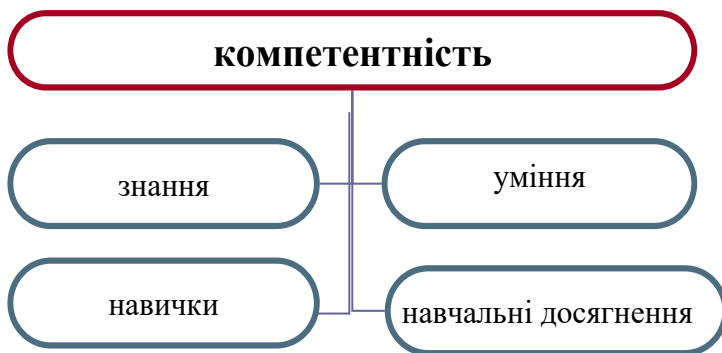 компетентність
знання
уміння
навички
навчальні досягнення